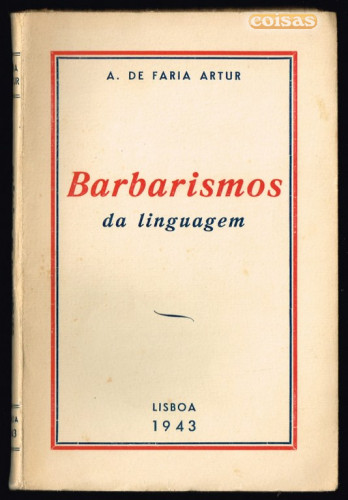 coisas
A. DE FARIA ARTUR
Barbarismos
da linguagem
LISBOA
1943